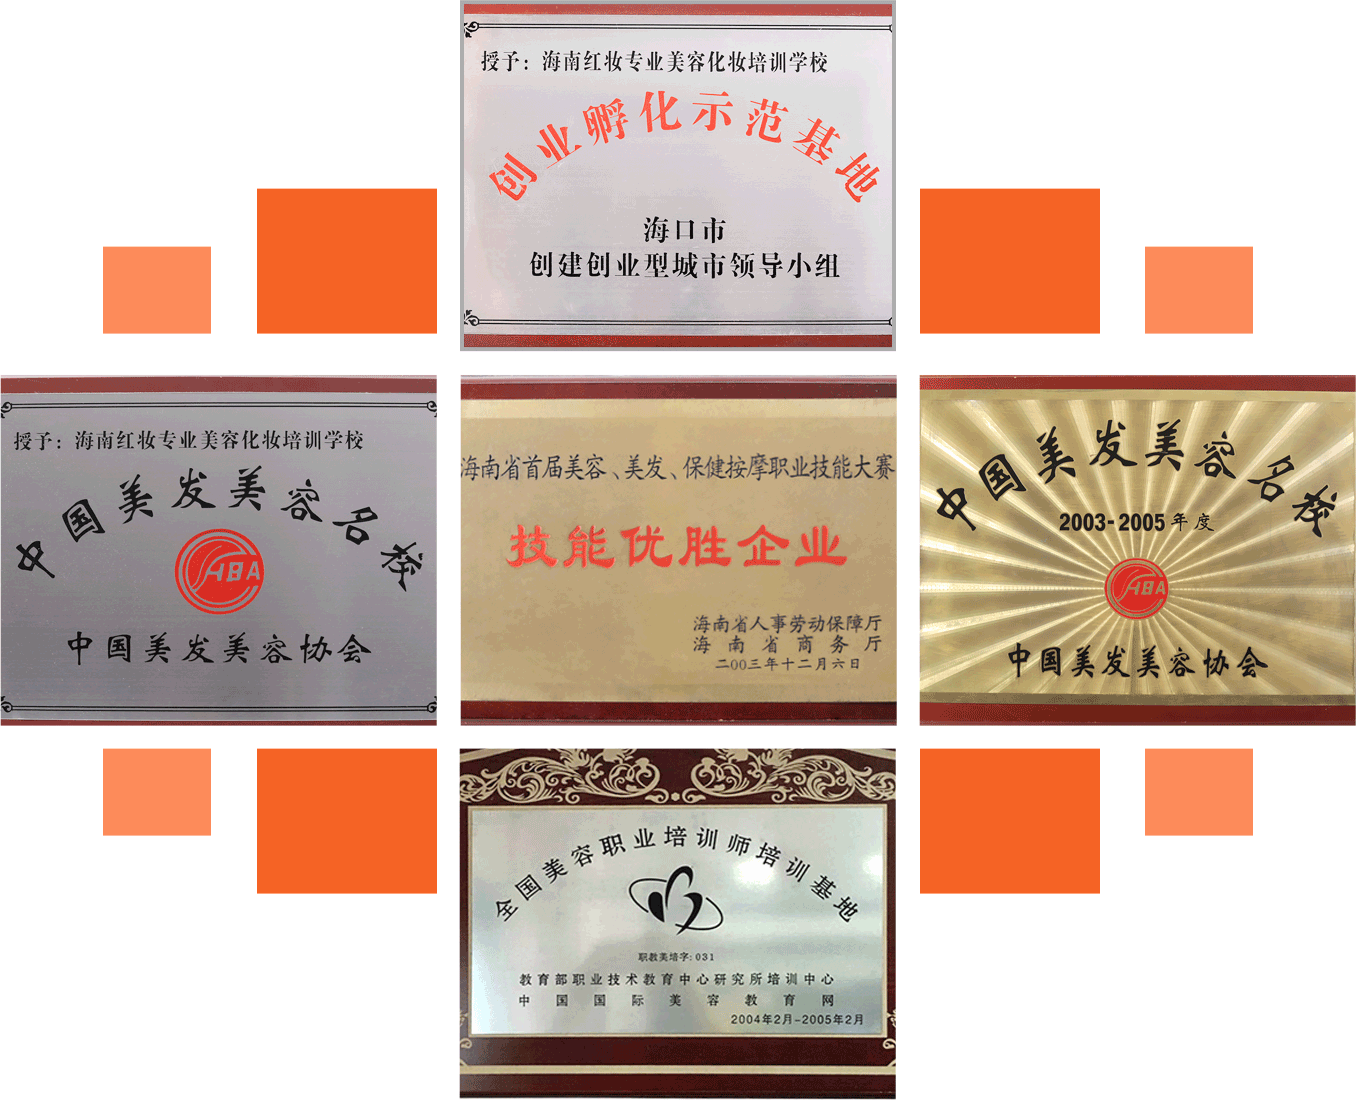 授予：海南红妆专业美容化妆培训学校
创业孵化示范基地
海口市
创建创业型城市领导小组
授予：海南红妆专业美容化妆培训学校
中国美发美容名校
HBA
中国美发美容协会
海南省首届美容、美发、保健按摩职业技能大赛
技能优胜企业
海南省人事劳动保障厅
海南省商务厅
二00三年十二月六日
中国美发美容名校
2003-2005年度
HBA
中国美发美容协会
全国美容职业培训师培训基地
职教美培字:031
教育部职业技术教育中心研究所培训中心
中国国际美容教育网
2004年2月-2005年2月